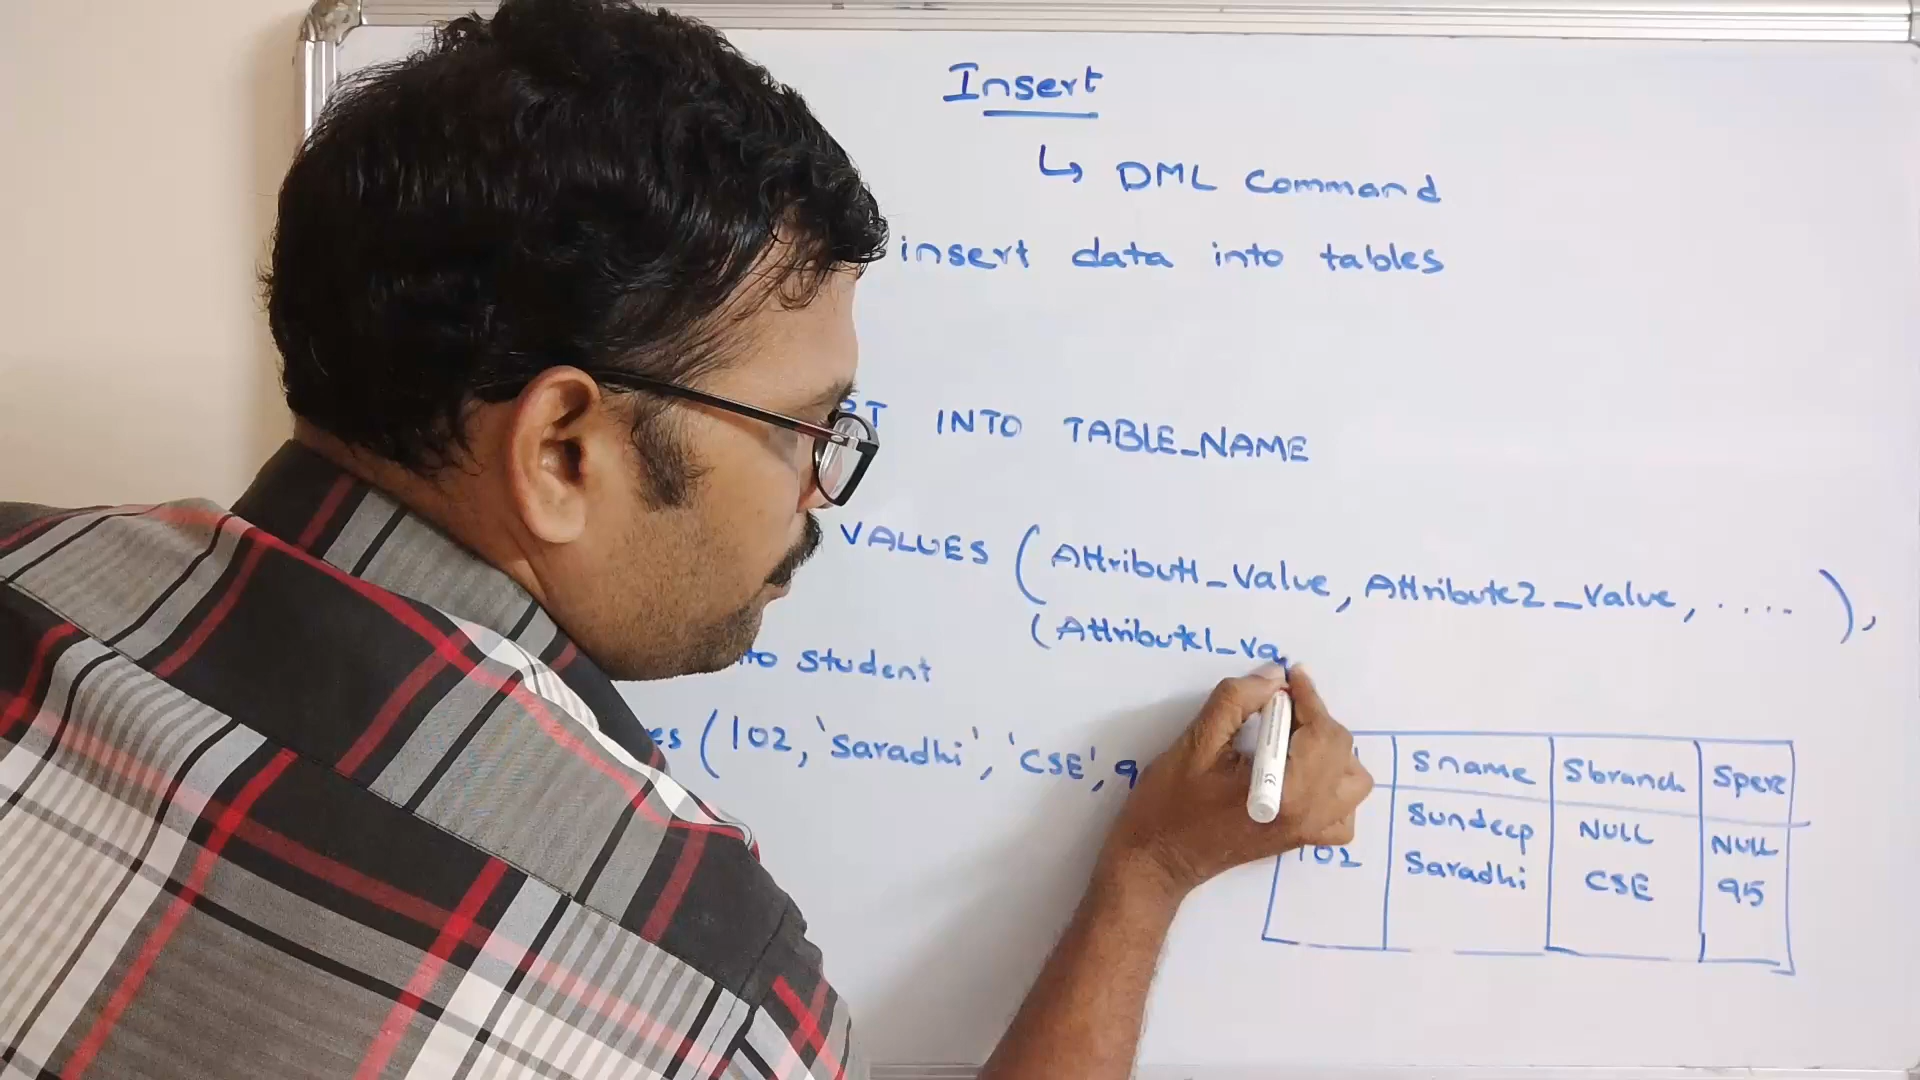 Insert
↳ DML Command
insert data into tables
INTO TABLE_NAME
VALUES (Attribut1_Value, Attribute2_Value, .... ),
(Attribute1_Va
student
(102, 'Saradhi', 'CSE', 9
Sname Sbranch Sperc
Sundeep NULL NULL
102 Saradhi CSE 95